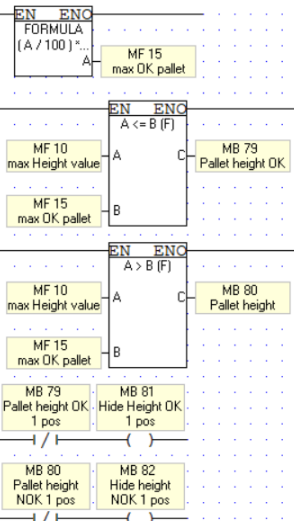 EN ENO
FORMULA
(A / 100 ) *...
A
MF 15
max OK pallet
EN ENO
A <= B (F)
MF 10
max Height value
A
C
MB 79
Pallet height OK
MF 15
max OK pallet
B
EN ENO
A > B (F)
MF 10
max Height value
A
C
MB 80
Pallet height
MF 15
max OK pallet
B
MB 79
Pallet height OK
1 pos
MB 81
Hide Height OK
1 pos
MB 80
Pallet height
NOK 1 pos
MB 82
Hide height
NOK 1 pos